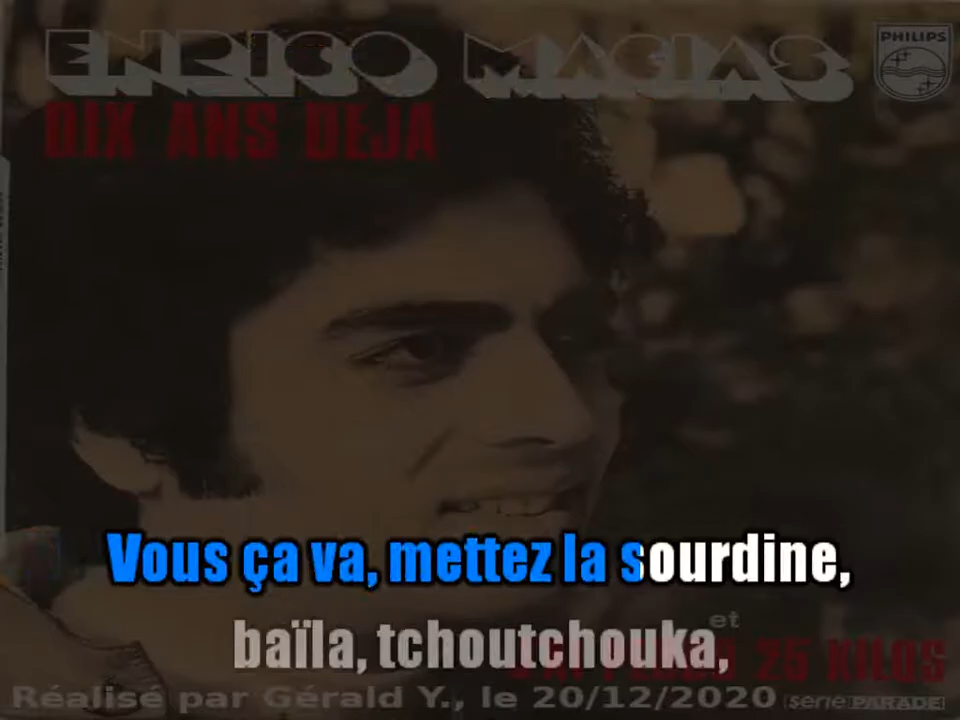 ENRICO MACIAS
PHILIPS
DIX ANS DEJA
Vous ça va, mettez la sourdine,
et
baïla, tchoutchouka,
25 KILOS
Réalisé par Gérald Y., le 20/12/2020
série PARADE